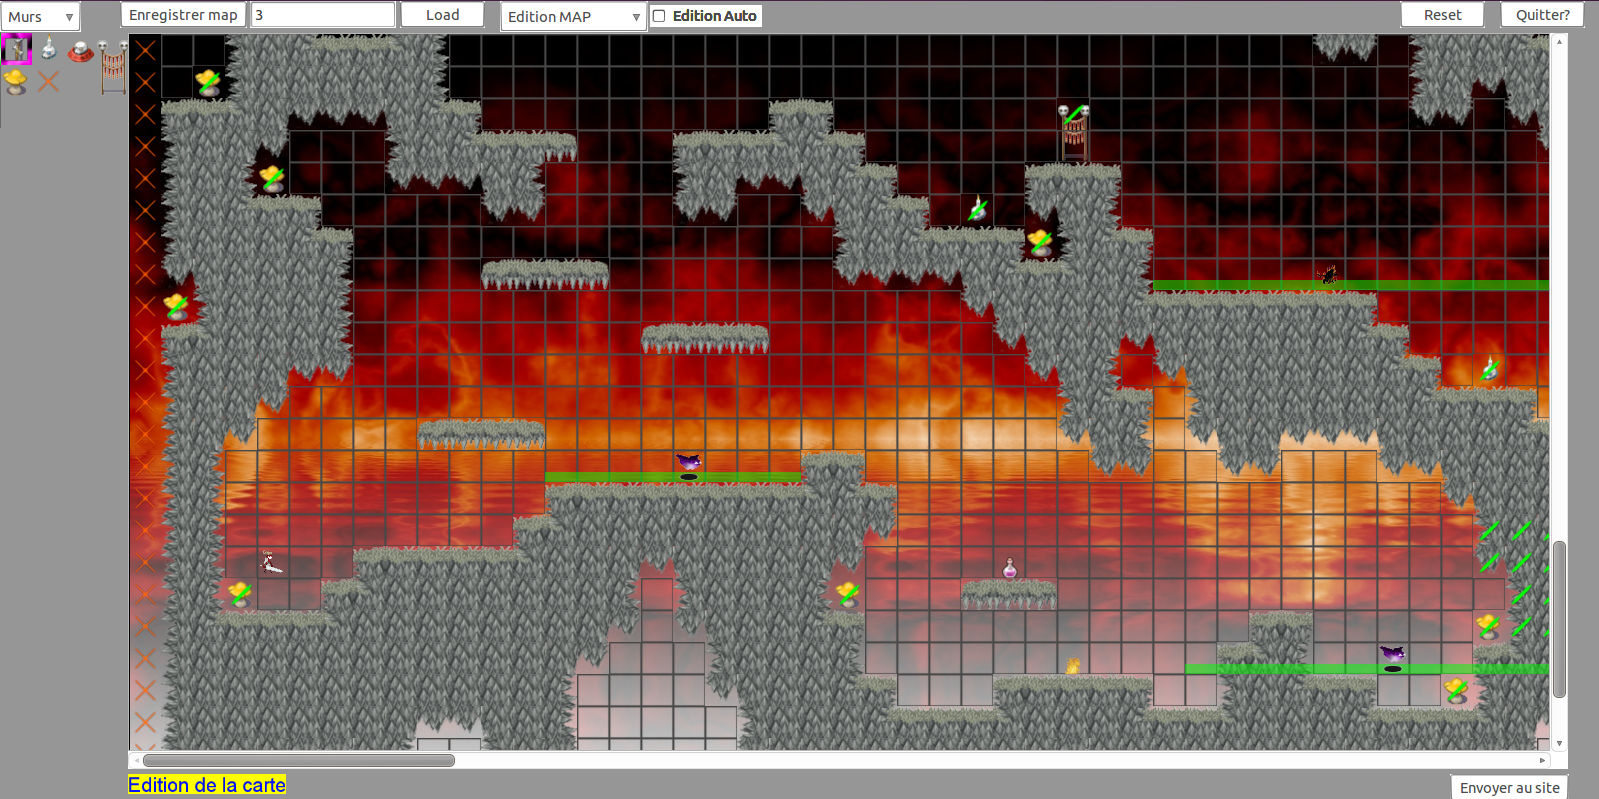 Murs
Enregistrer map
3
Load
Edition MAP
Edition Auto
Reset
Quitter?
Edition de la carte
Envoyer au site